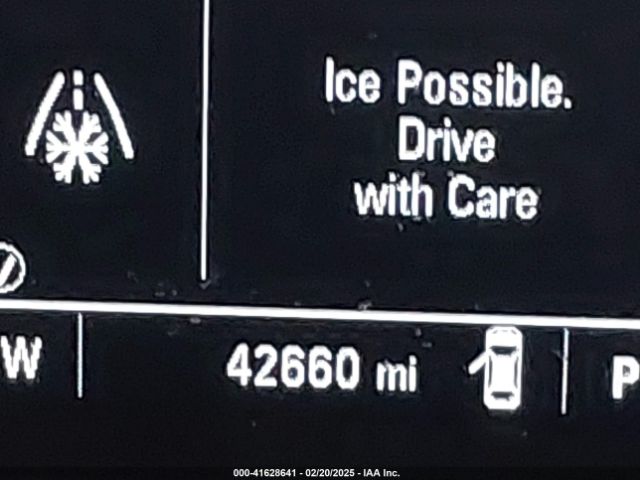 Ice Possible.
Drive
with Care
W
42660 mi
P
000-41628641 - 02/20/2025 - IAA Inc.